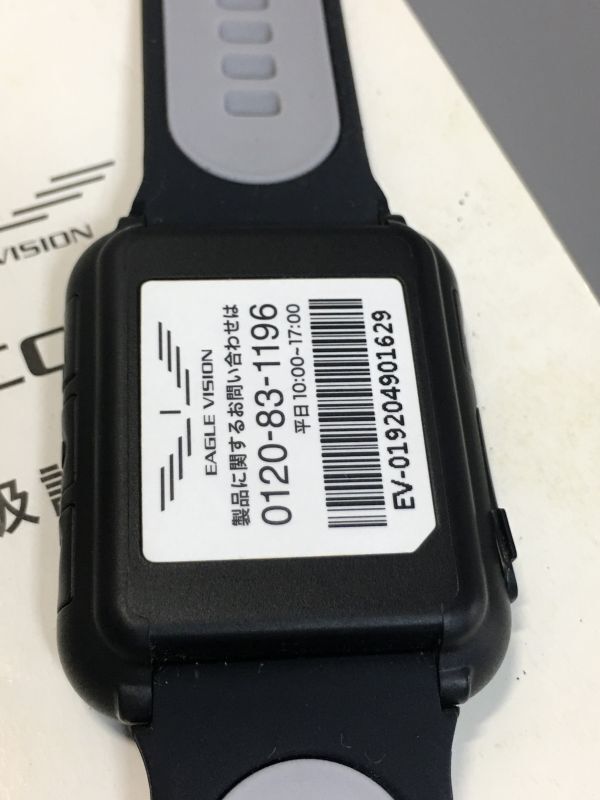 EAGLE VISION
製品に関するお問い合わせは
0120-83-1196
平日10:00~17:00
EV-019204901629
VISION